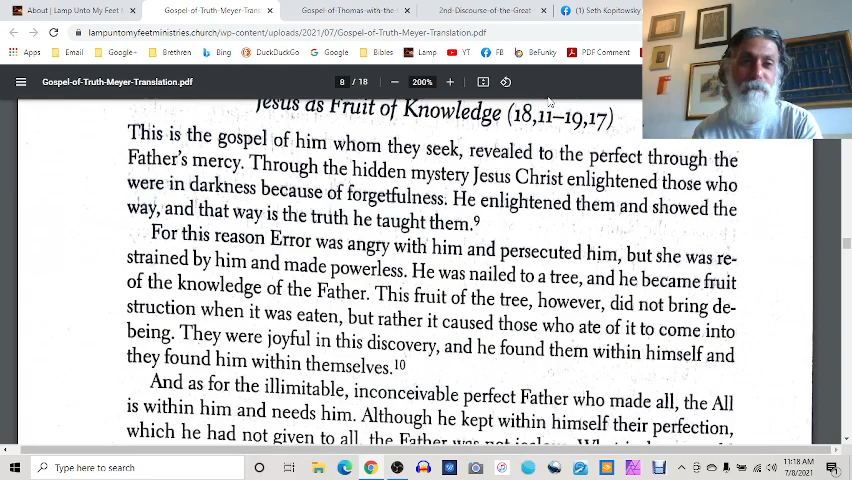 About | Lamp Unto My Feet
Gospel-of-Truth-Meyer-Trans
Gospel-of-Thomas-with-the
2nd-Discourse-of-the-Great
(1) Seth Kopitowsky
lampuntomyfeetministries.church/wp-content/uploads/2021/07/Gospel-of-Truth-Meyer-Translation.pdf
Apps
Email
Google+
Brethren
Bing
DuckDuckGo
Google
Bibles
Lamp
YT
FB
BeFunky
PDF Comment
Gospel-of-Truth-Meyer-Translation.pdf
8 / 18
200%
Jesus as Fruit of Knowledge (18,11–19,17)
This is the gospel of him whom they seek, revealed to the perfect through the
Father's mercy. Through the hidden mystery Jesus Christ enlightened those who
were in darkness because of forgetfulness. He enlightened them and showed the
way, and that way is the truth he taught them.9
For this reason Error was angry with him and persecuted him, but she was re-
strained by him and made powerless. He was nailed to a tree, and he became fruit
of the knowledge of the Father. This fruit of the tree, however, did not bring de-
struction when it was eaten, but rather it caused those who ate of it to come into
being. They were joyful in this discovery, and he found them within himself and
they found him within themselves.10
And as for the illimitable, inconceivable perfect Father who made all, the All
is within him and needs him. Although he kept within himself their perfection,
which he had not given to all, the Father was not jealous. What
Type here to search
11:18 AM
7/8/2021